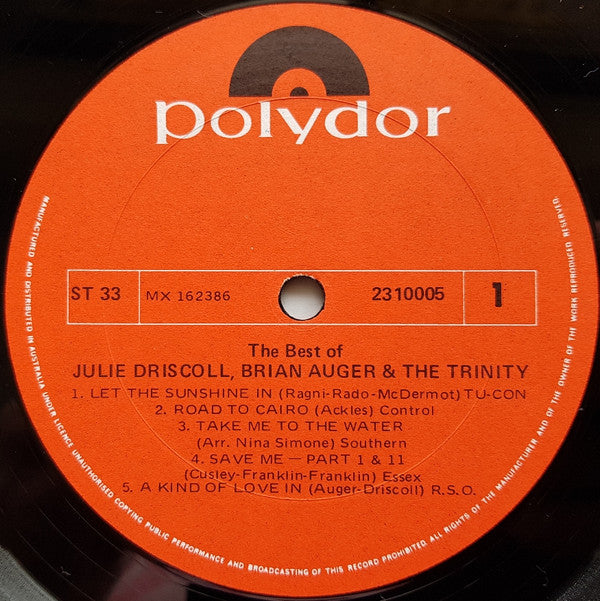 polydor
ST 33
MX 162386
2310005
1
The Best of
JULIE DRISCOLL, BRIAN AUGER & THE TRINITY
1. LET THE SUNSHINE IN (Ragni-Rado-McDermot) TU-CON
2. ROAD TO CAIRO (Ackles) Control
3. TAKE ME TO THE WATER
(Arr. Nina Simone) Southern
4. SAVE ME — PART 1 & 11
(Cusley-Franklin-Franklin) Essex
5. A KIND OF LOVE IN (Auger-Driscoll) R.S.O.
MANUFACTURED AND DISTRIBUTED IN AUSTRALIA UNDER LICENCE UNAUTHORISED COPYING PUBLIC PERFORMANCE AND BROADCASTING OF THIS RECORD PROHIBITED. ALL RIGHTS OF THE MANUFACTURER AND OF THE OWNER OF THE WORK REPRODUCED RESERVED.